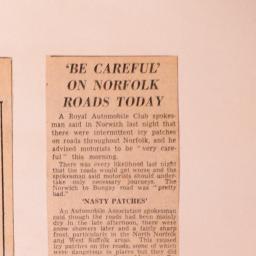 'BE CAREFUL'
ON NORFOLK
ROADS TODAY
A Royal Automobile Club spokes-
man said in Norwich last night that
there were intermittent icy patches
on roads throughout Norfolk, and he
advised motorists to be "very care-
ful" this morning.
There was every likelihood last night
that the roads would get worse and the
spokesman said motorists should under-
take only necessary journeys. The
Norwich to Bungay road was "pretty
bad."
'NASTY PATCHES'
An Automobile Association spokesman
said though the roads had been mainly
dry in the late afternoon, there were
snow showers later and a fairly sharp
frost, particularly in the North Norfolk
and West Suffolk areas. This caused
icy patches on the roads, some of which
were dangerous in places but they did